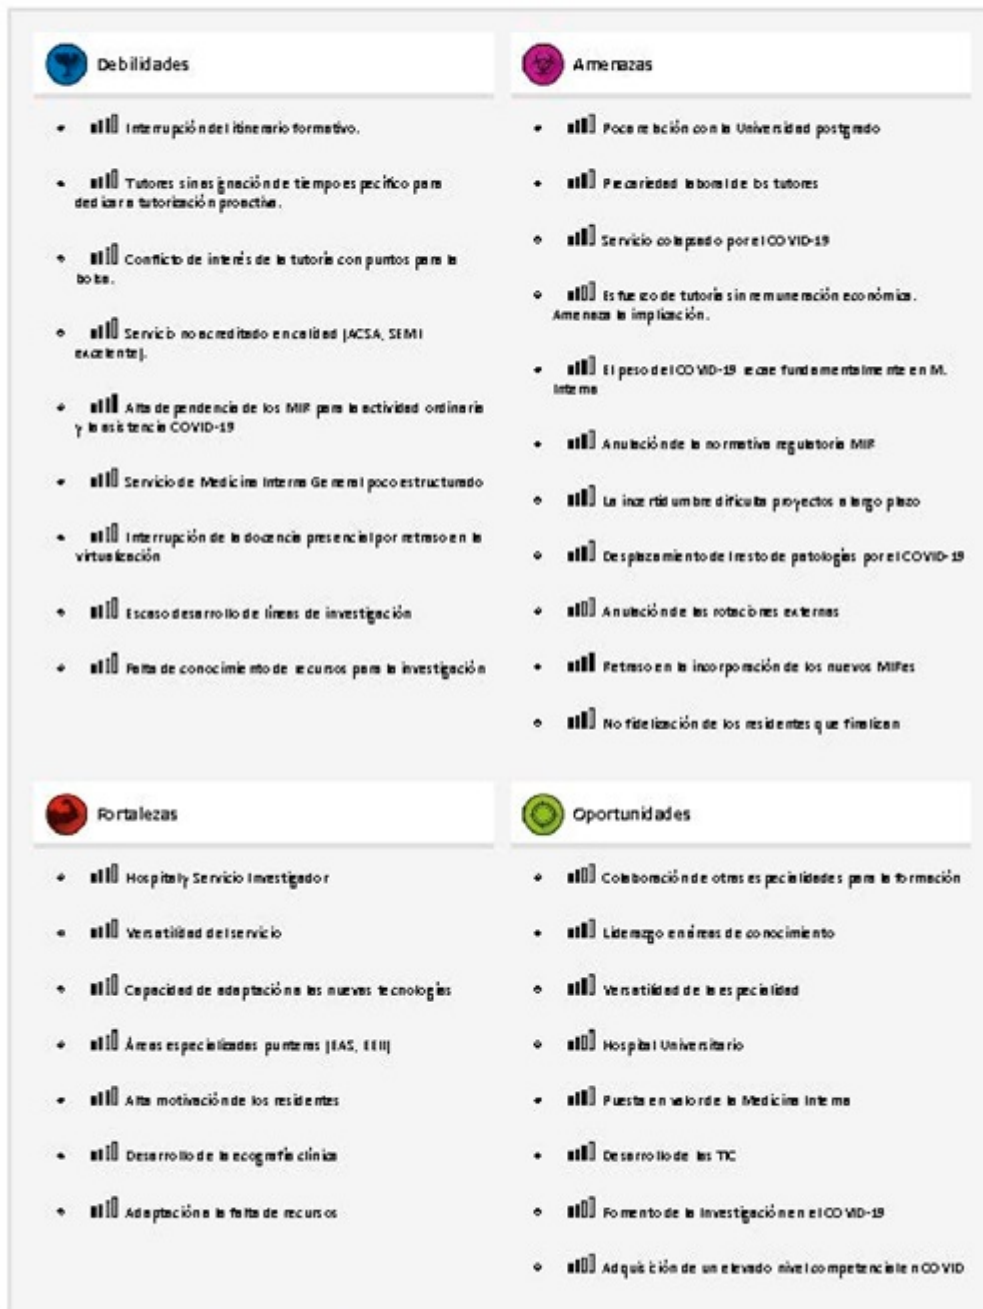 Debilidades
Interrupción del itinerario formativo.
Tutores sin asignación de tiempo específico para
dedicar a tutorización proactiva.
Conflicto de interés de la tutoría con puntos para la
bolsa.
Servicio no acreditado en calidad (ACSA, SEMI
excelente).
Alta dependencia de los MIR para la actividad ordinaria
y la asistencia COVID-19
Servicio de Medicina Interna General poco estructurado
Interrupción de la docencia presencial por retraso en la
virtualización
Escaso desarrollo de líneas de investigación
Falta de conocimiento de recursos para la investigación
Amenazas
Poca relación con la Universidad postgrado
Precariedad laboral de los tutores
Servicio colapsado por el COVID-19
Esfuerzo de tutoría sin remuneración económica.
Amenaza la implicación.
El peso del COVID-19 recae fundamentalmente en M.
Interna
Anulación de la normativa regulatoria MIR
La incertidumbre dificulta proyectos a largo plazo
Desplazamiento del resto de patologías por el COVID-19
Anulación de las rotaciones externas
Retraso en la incorporación de los nuevos MIRes
No fidelización de los residentes que finalizan
Fortalezas
Hospital y Servicio Investigador
Versatilidad del servicio
Capacidad de adaptación a las nuevas tecnologías
Áreas especializadas punteras (EAS, EEII)
Alta motivación de los residentes
Desarrollo de la ecografía clínica
Adaptación a la falta de recursos
Oportunidades
Colaboración de otras especialidades para la formación
Liderazgo en áreas de conocimiento
Versatilidad de la especialidad
Hospital Universitario
Puesta en valor de la Medicina Interna
Desarrollo de las TIC
Fomento de la Investigación en el COVID-19
Adquisición de un elevado nivel competencial en COVID